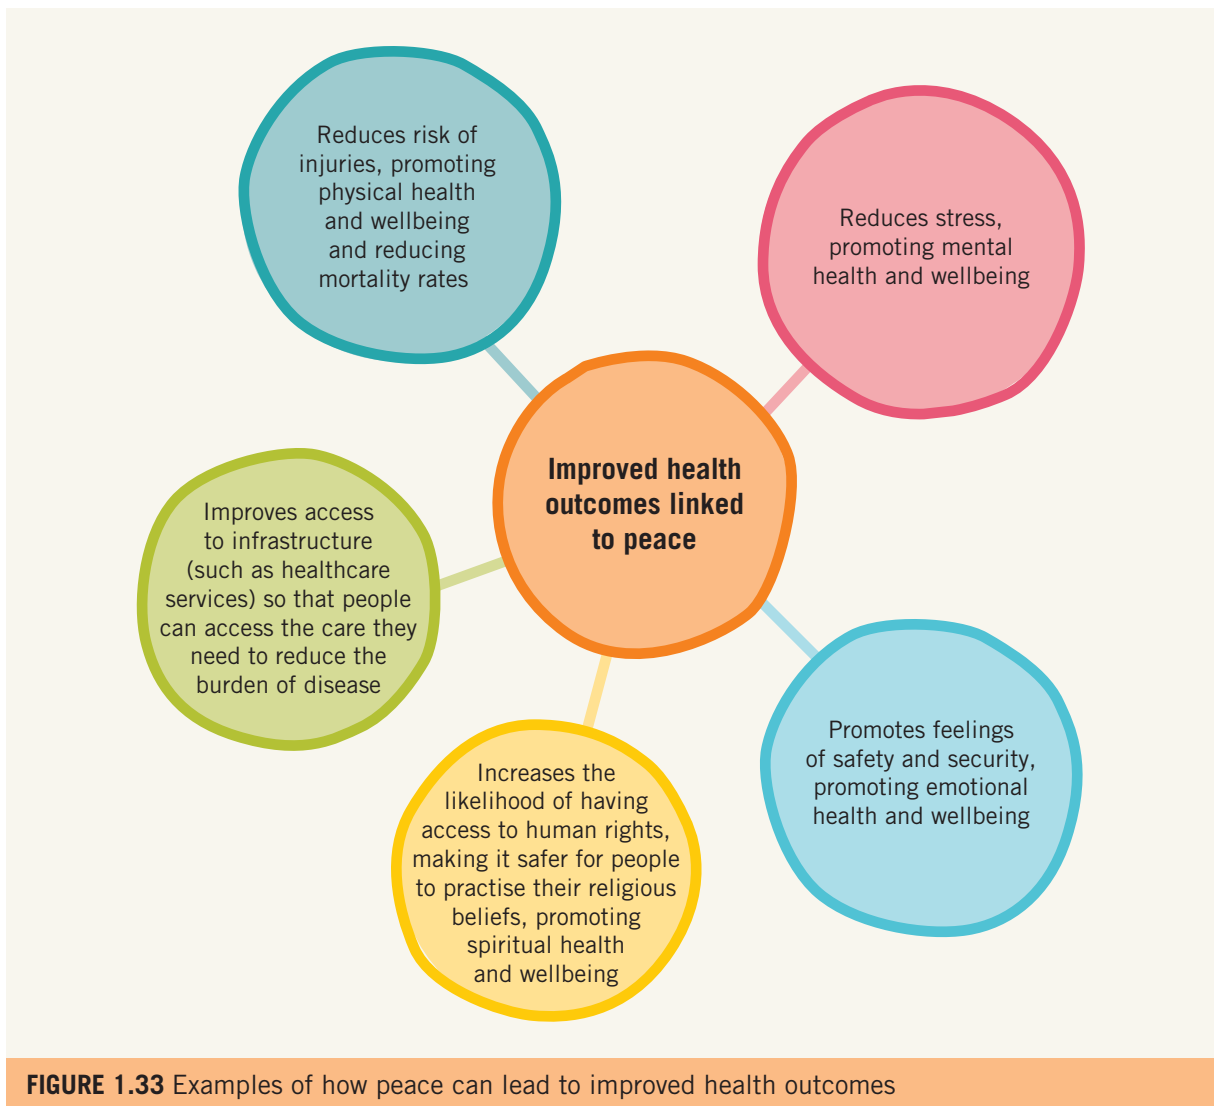 Reduces risk of
injuries, promoting
physical health
and wellbeing
and reducing
mortality rates
Reduces stress,
promoting mental
health and wellbeing
Improved health
outcomes linked
to peace
Improves access
to infrastructure
(such as healthcare
services) so that people
can access the care they
need to reduce the
burden of disease
Promotes feelings
of safety and security,
promoting emotional
health and wellbeing
Increases the
likelihood of having
access to human rights,
making it safer for people
to practise their religious
beliefs, promoting
spiritual health
and wellbeing
FIGURE 1.33 Examples of how peace can lead to improved health outcomes